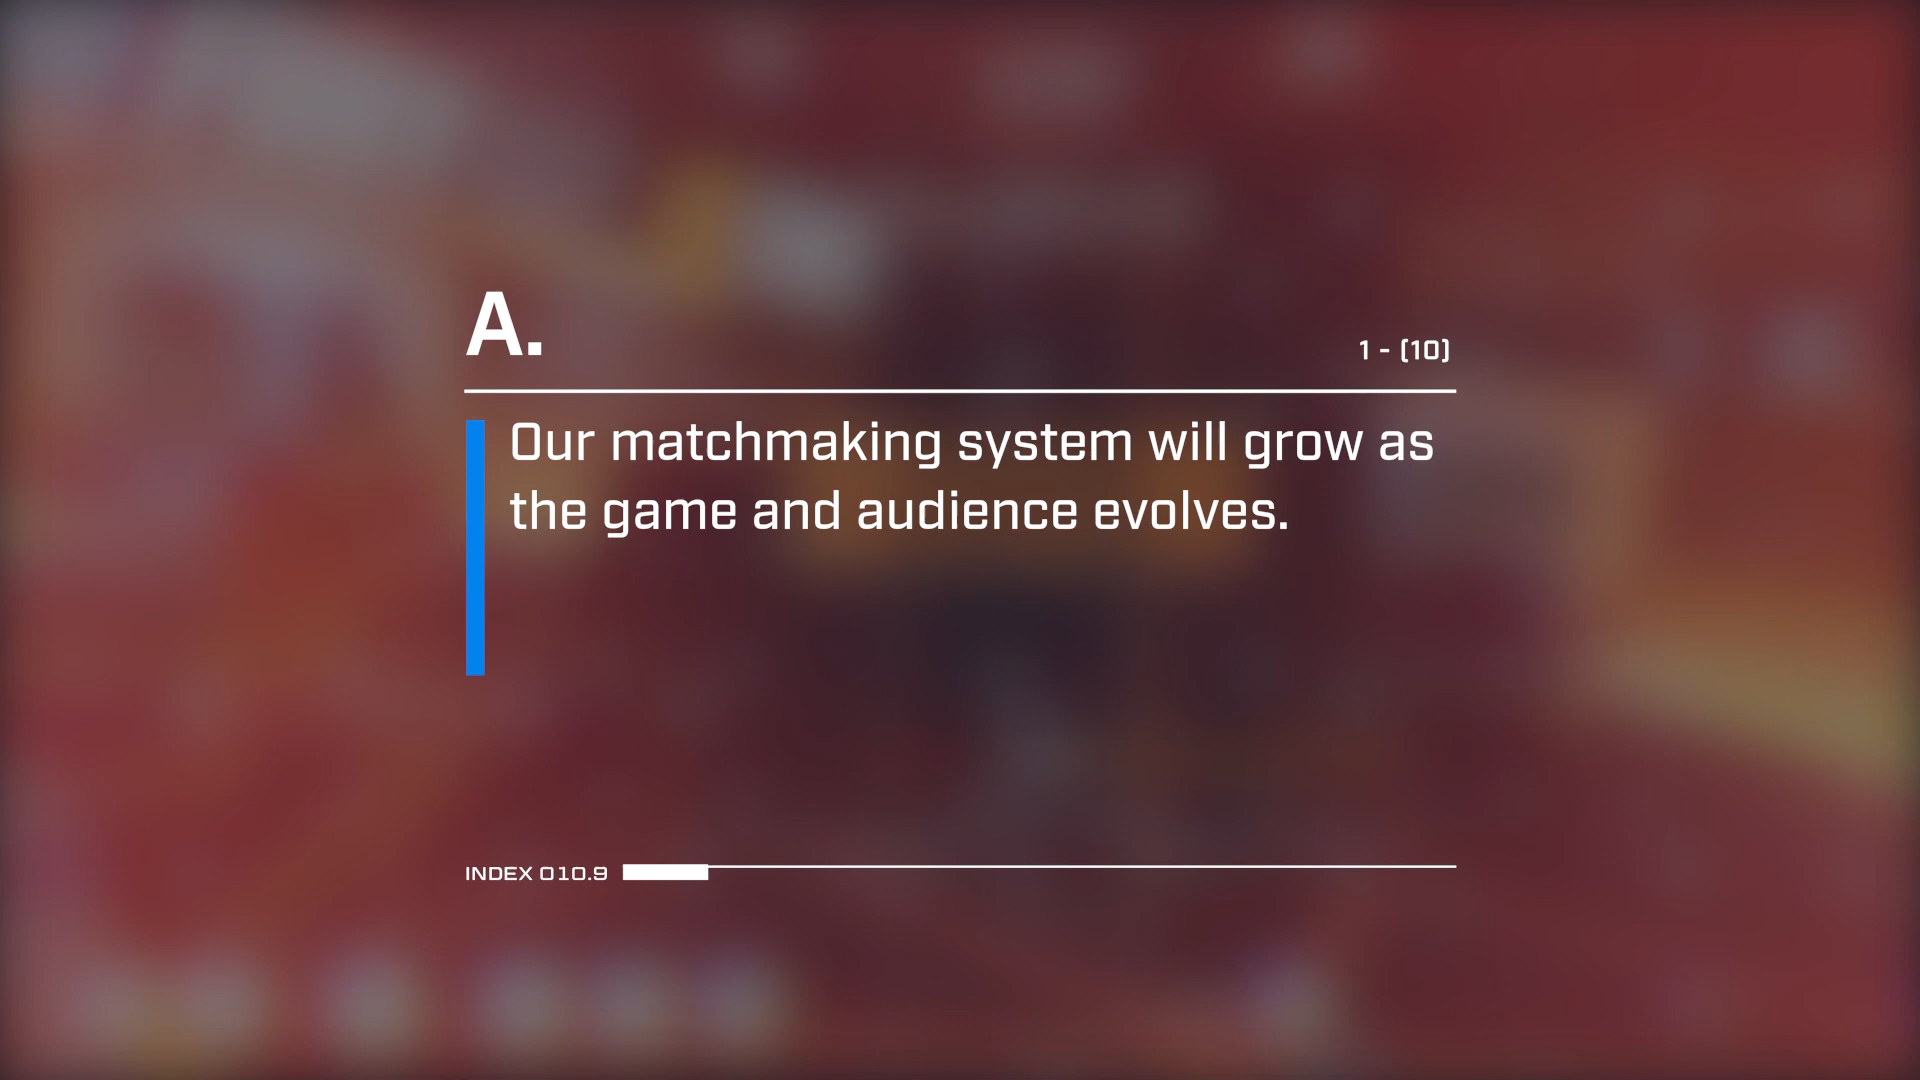 A.
1 - [10]
Our matchmaking system will grow as
the game and audience evolves.
INDEX 010.9